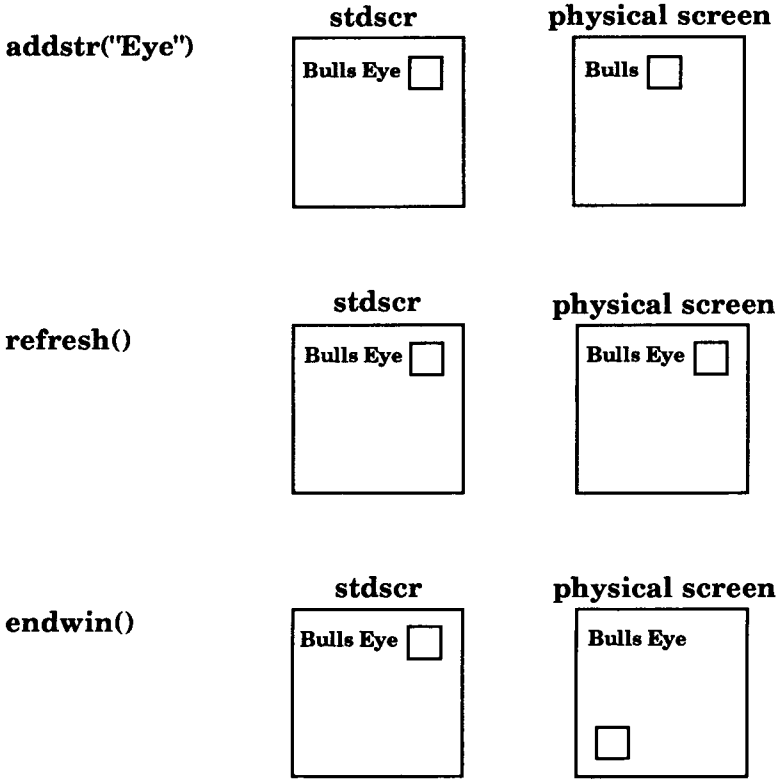 stdscr physical screen
addstr("Eye")
Bulls Eye Bulls
stdscr physical screen
refresh()
Bulls Eye Bulls Eye
stdscr physical screen
endwin()
Bulls Eye Bulls Eye